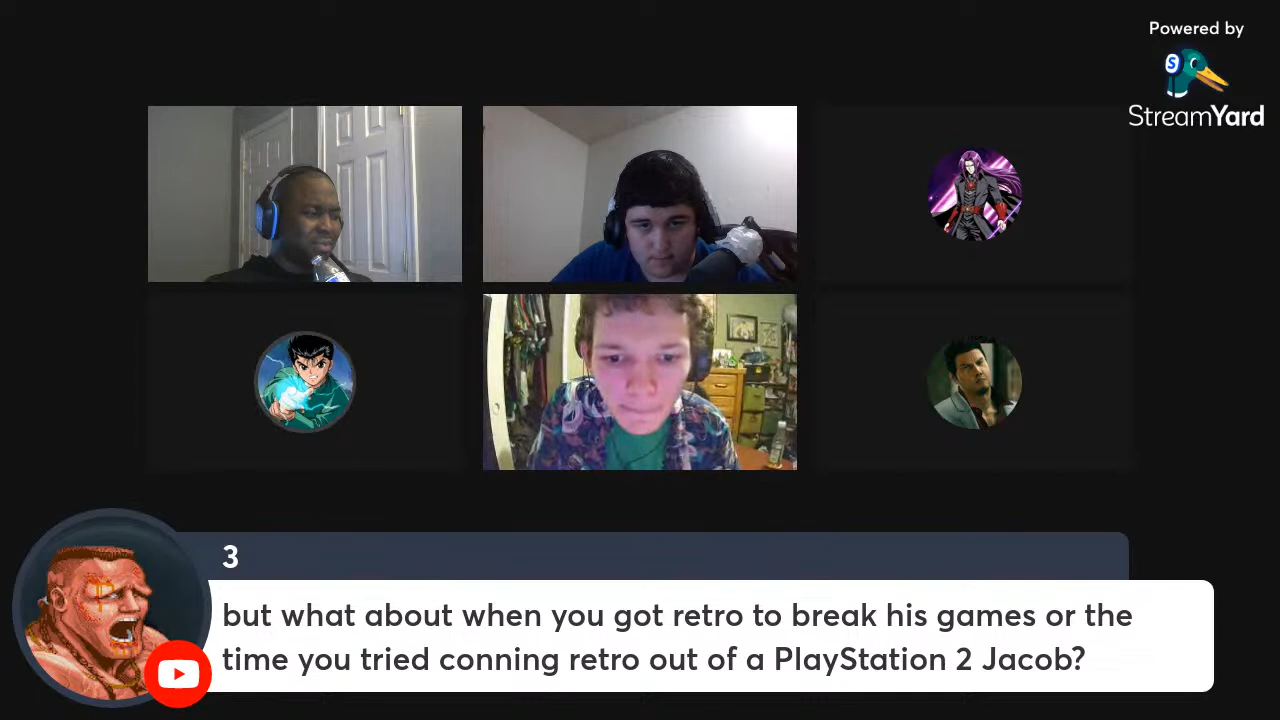 Powered by
S
StreamYard
3
but what about when you got retro to break his games or the
time you tried conning retro out of a PlayStation 2 Jacob?